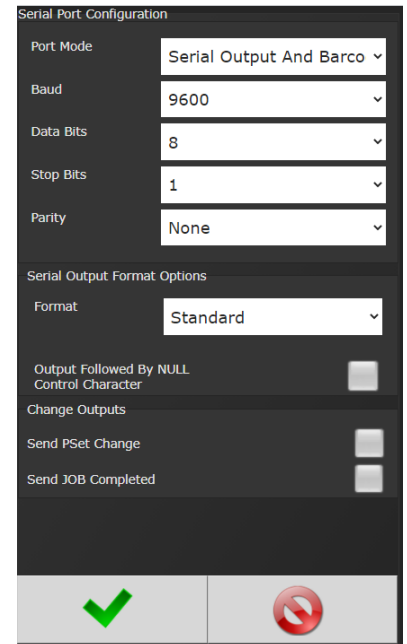 Serial Port Configuration
Port Mode
Serial Output And Barco
Baud
9600
Data Bits
8
Stop Bits
1
Parity
None
Serial Output Format Options
Format
Standard
Output Followed By NULL
Control Character
Change Outputs
Send PSet Change
Send JOB Completed